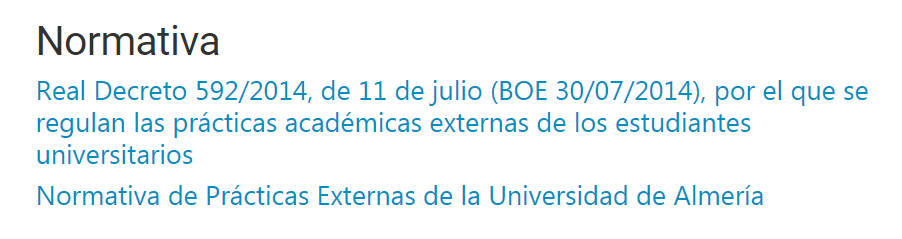 Normativa
Real Decreto 592/2014, de 11 de julio (BOE 30/07/2014), por el que se
regulan las prácticas académicas externas de los estudiantes
universitarios
Normativa de Prácticas Externas de la Universidad de Almería